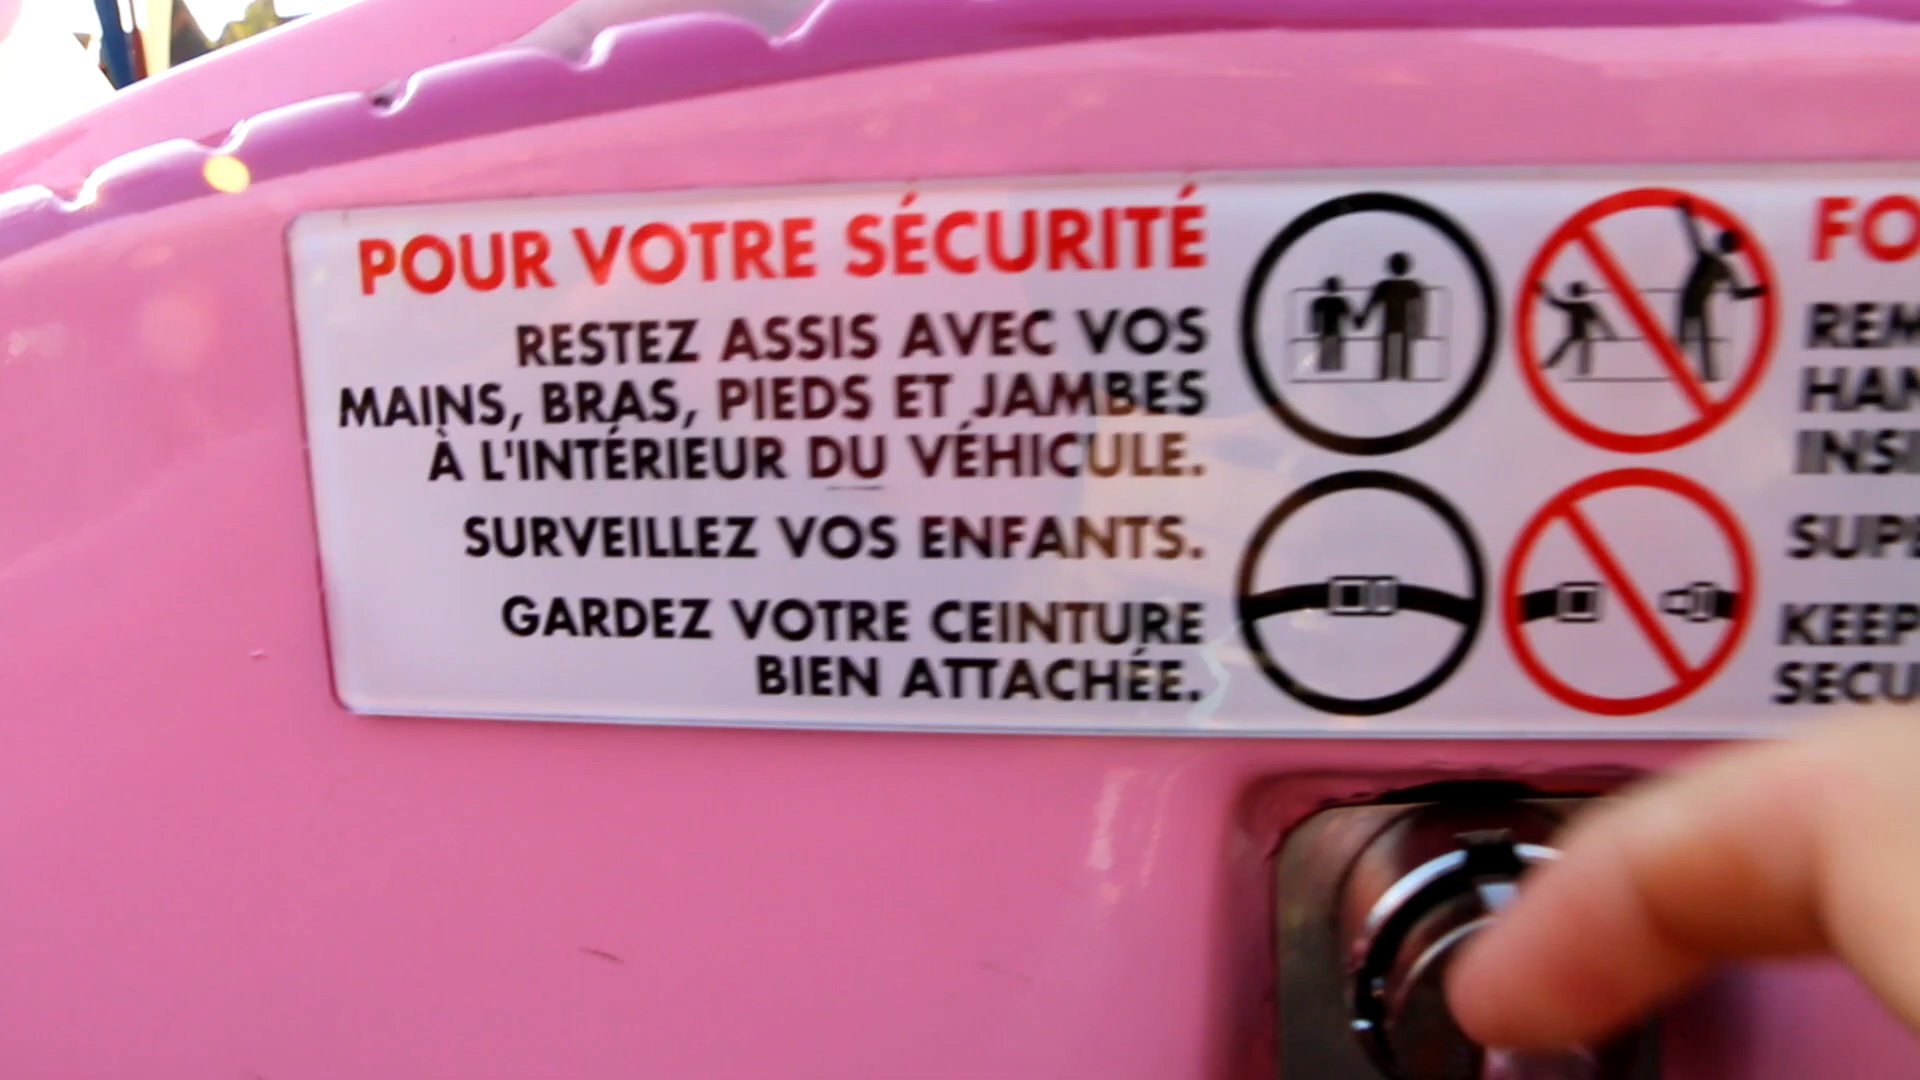 POUR VOTRE SÉCURITÉ
RESTEZ ASSIS AVEC VOS
MAINS, BRAS, PIEDS ET JAMBES
À L'INTÉRIEUR DU VÉHICULE.
SURVEILLEZ VOS ENFANTS.
GARDEZ VOTRE CEINTURE
BIEN ATTACHÉE.